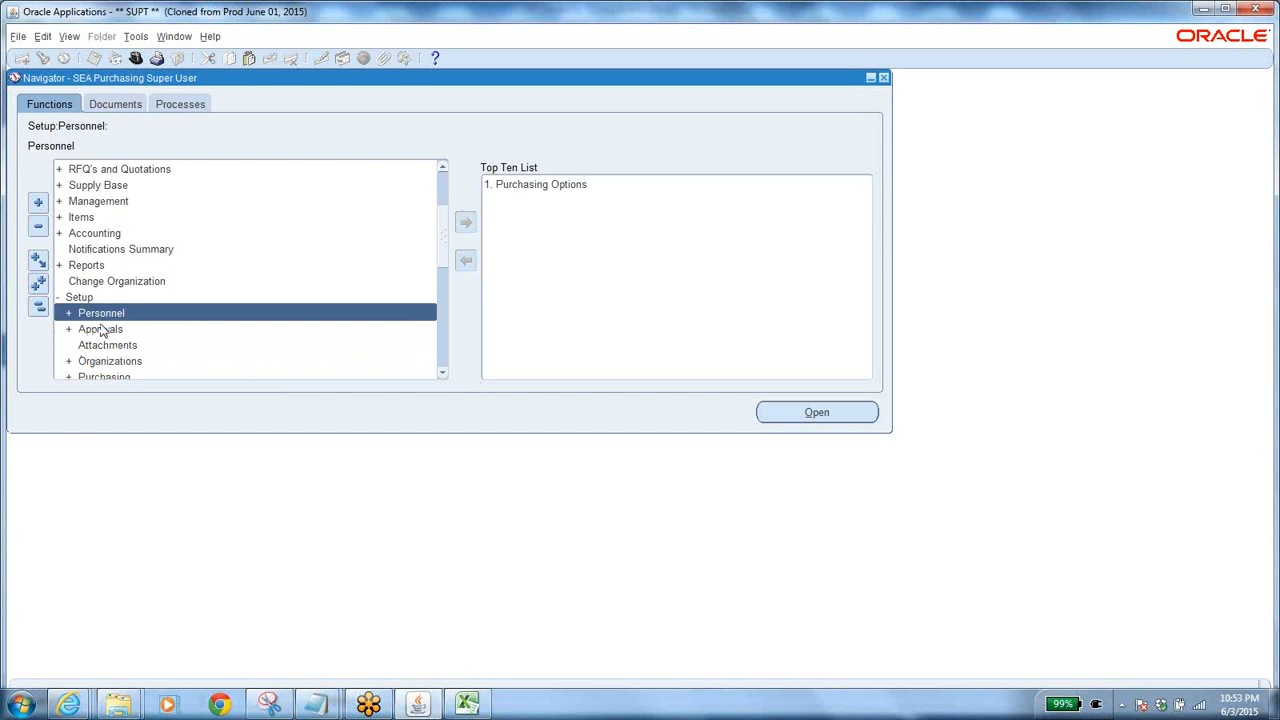 Oracle Applications - ** SUPT ** (Cloned from Prod June 01, 2015)
File Edit View Folder Tools Window Help
ORACLE
Navigator - SEA Purchasing Super User
Functions Documents Processes
Setup:Personnel:
Personnel
+ RFQ's and Quotations
+ Supply Base
+ Management
+ Items
+ Accounting
Notifications Summary
+ Reports
Change Organization
- Setup
+ Personnel
+ Approvals
Attachments
+ Organizations
+ Purchasing
Top Ten List
1. Purchasing Options
Open
99%
10:53 PM
6/3/2015